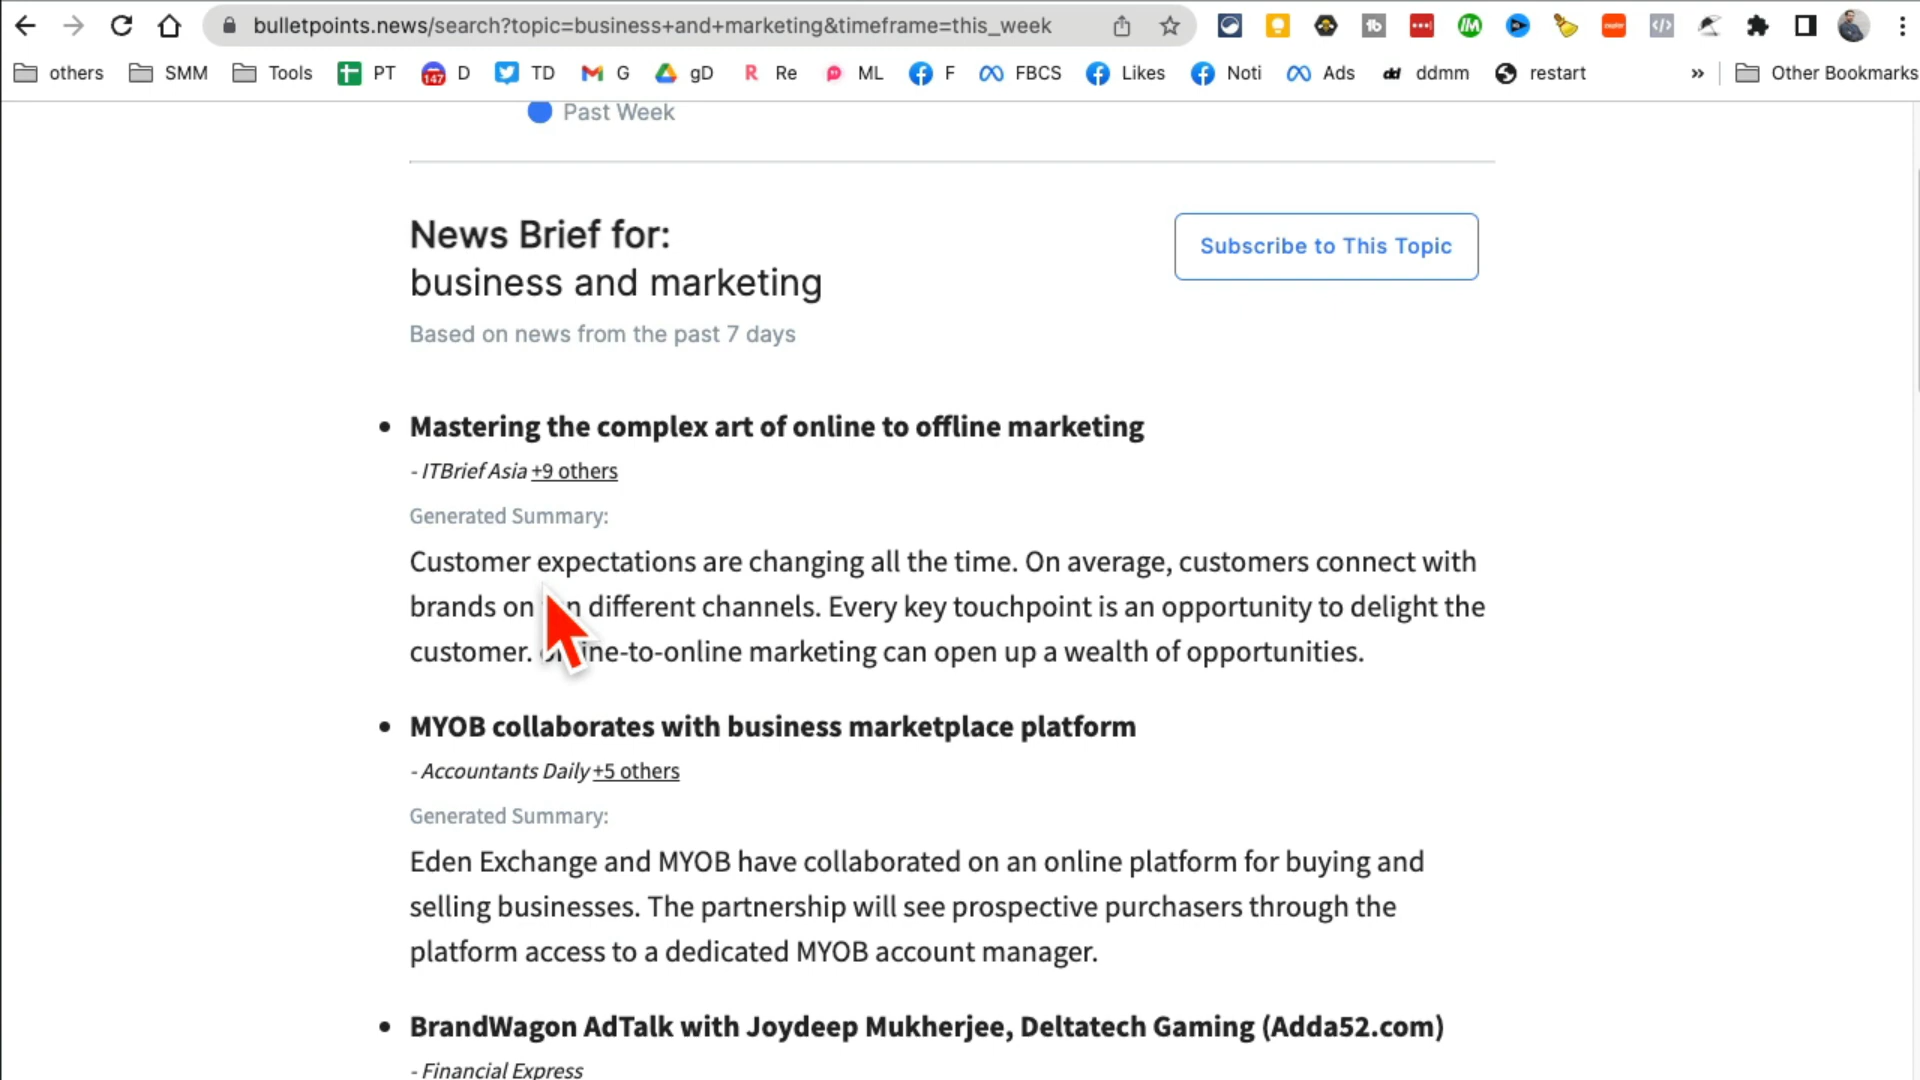 bulletpoints.news/search?topic=business+and+marketing&timeframe=this_week
others SMM Tools PT 147 D TD G gD R Re ML F FBCS Likes Noti Ads dd ddmm restart » Other Bookmarks
Past Week
News Brief for:
business and marketing
Subscribe to This Topic
Based on news from the past 7 days
• Mastering the complex art of online to offline marketing
- ITBrief Asia +9 others
Generated Summary:
Customer expectations are changing all the time. On average, customers connect with
brands on different channels. Every key touchpoint is an opportunity to delight the
customer. -to-online marketing can open up a wealth of opportunities.
• MYOB collaborates with business marketplace platform
- Accountants Daily +5 others
Generated Summary:
Eden Exchange and MYOB have collaborated on an online platform for buying and
selling businesses. The partnership will see prospective purchasers through the
platform access to a dedicated MYOB account manager.
• BrandWagon AdTalk with Joydeep Mukherjee, Deltatech Gaming (Adda52.com)
- Financial Express